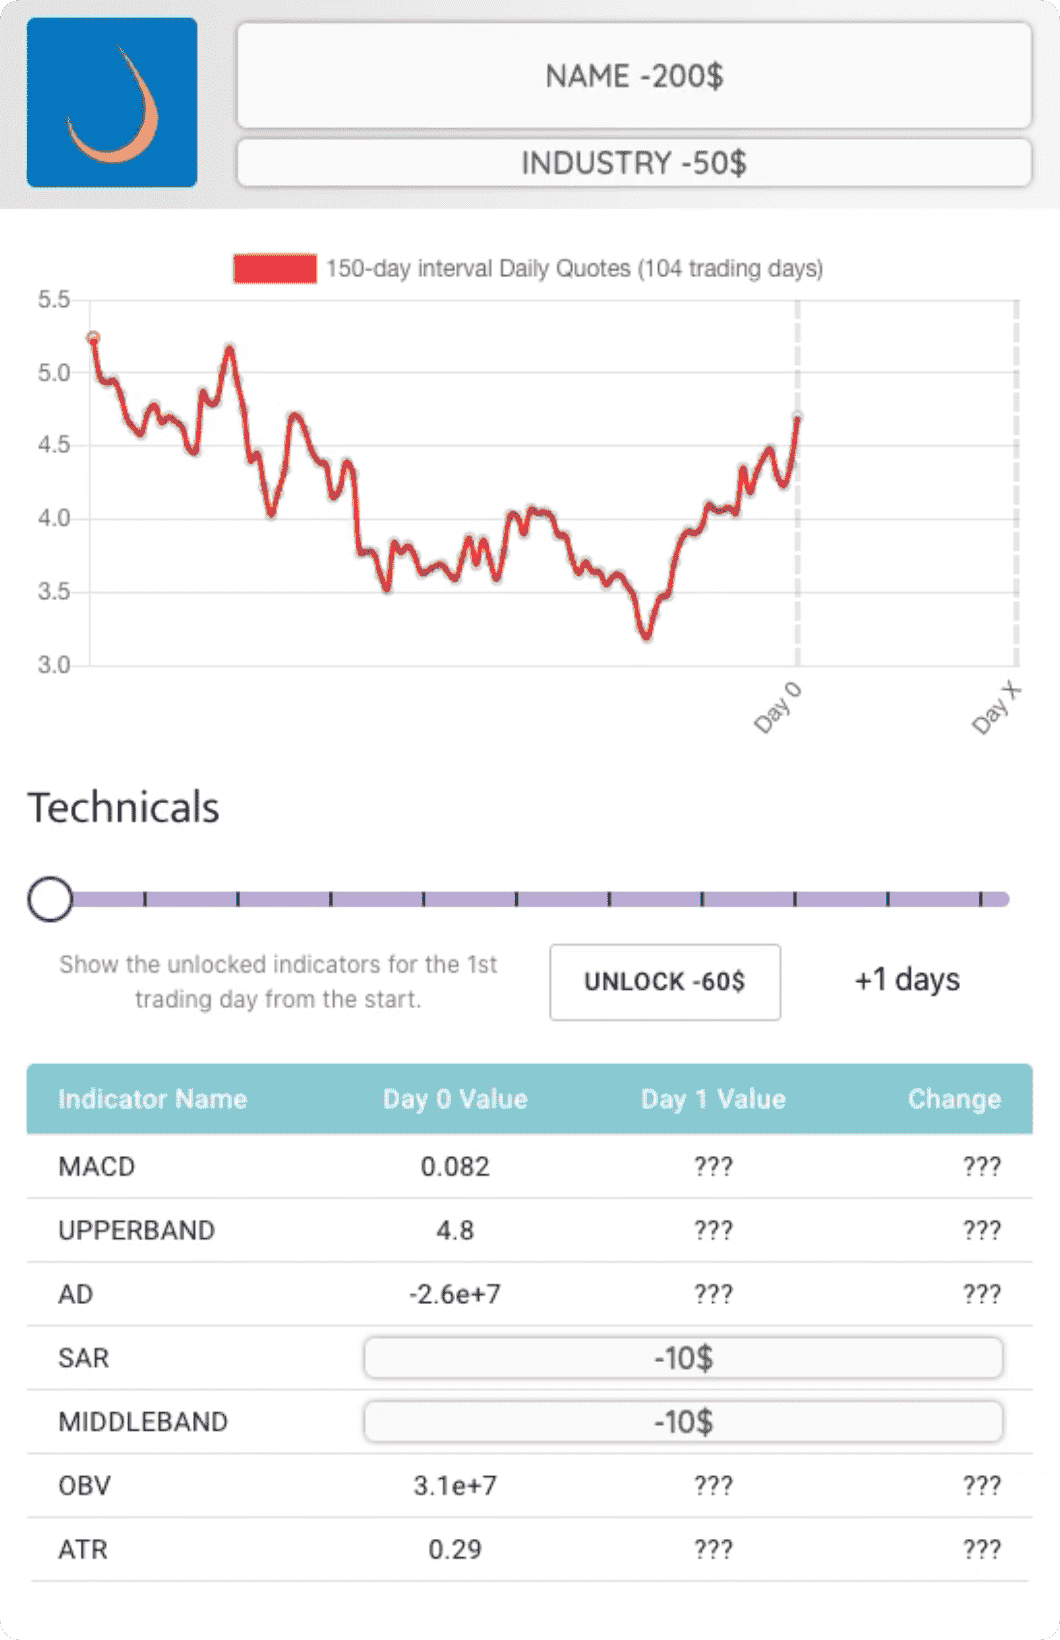 NAME -200$
INDUSTRY -50$
150-day interval Daily Quotes (104 trading days)
5.5
5.0
4.5
4.0
3.5
3.0
Day 0
Day X
Technicals
Show the unlocked indicators for the 1st
trading day from the start.
UNLOCK -60$
+1 days
Indicator Name Day 0 Value Day 1 Value Change
MACD 0.082 ??? ???
UPPERBAND 4.8 ??? ???
AD -2.6e+7 ??? ???
SAR -10$
MIDDLEBAND -10$
OBV 3.1e+7 ??? ???
ATR 0.29 ??? ???